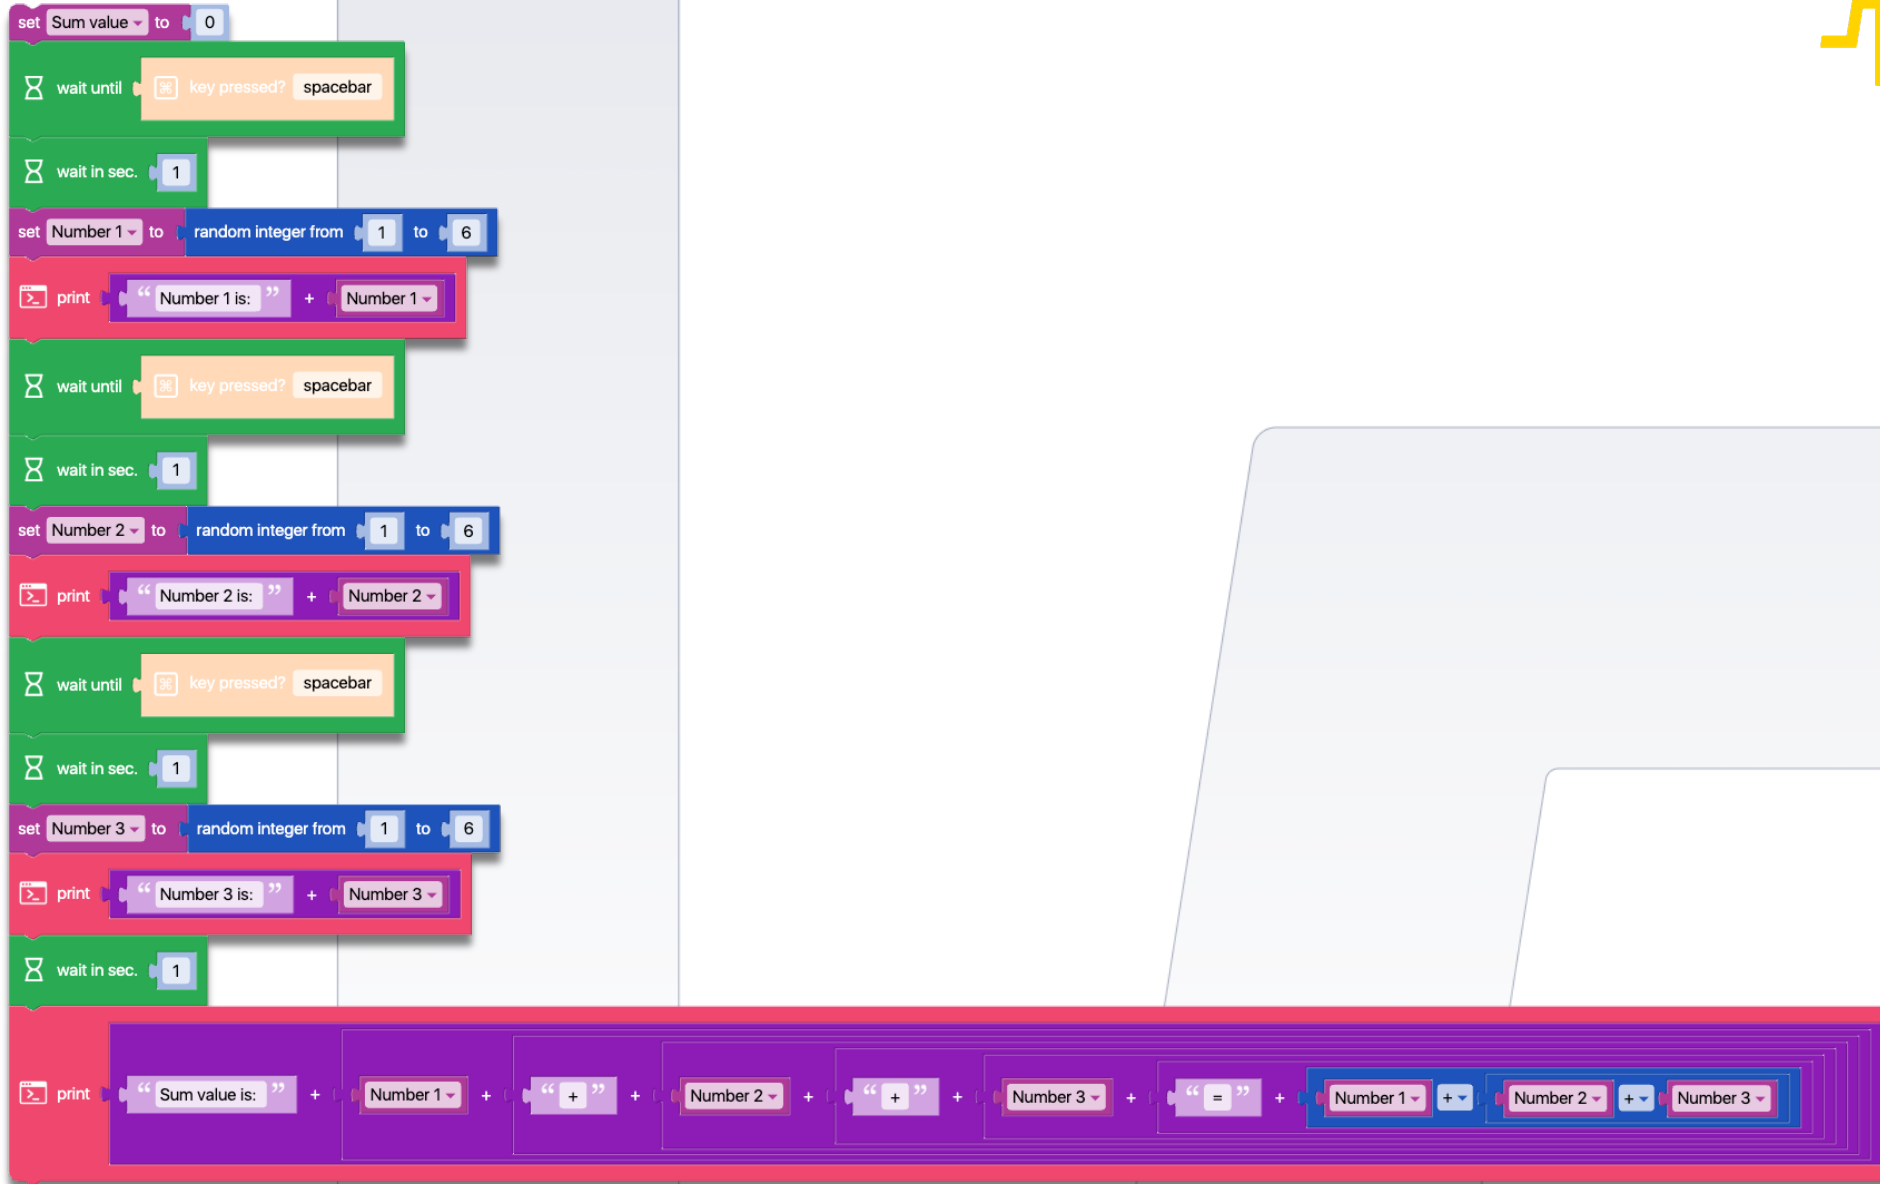 set Sum value to 0
wait until key pressed? spacebar
wait in sec. 1
set Number 1 to random integer from 1 to 6
print “ Number 1 is: ” + Number 1
wait until key pressed? spacebar
wait in sec. 1
set Number 2 to random integer from 1 to 6
print “ Number 2 is: ” + Number 2
wait until key pressed? spacebar
wait in sec. 1
set Number 3 to random integer from 1 to 6
print “ Number 3 is: ” + Number 3
wait in sec. 1
print “ Sum value is: ” + Number 1 + “ + ” + Number 2 + “ + ” + Number 3 + “ = ” + Number 1 + Number 2 + Number 3